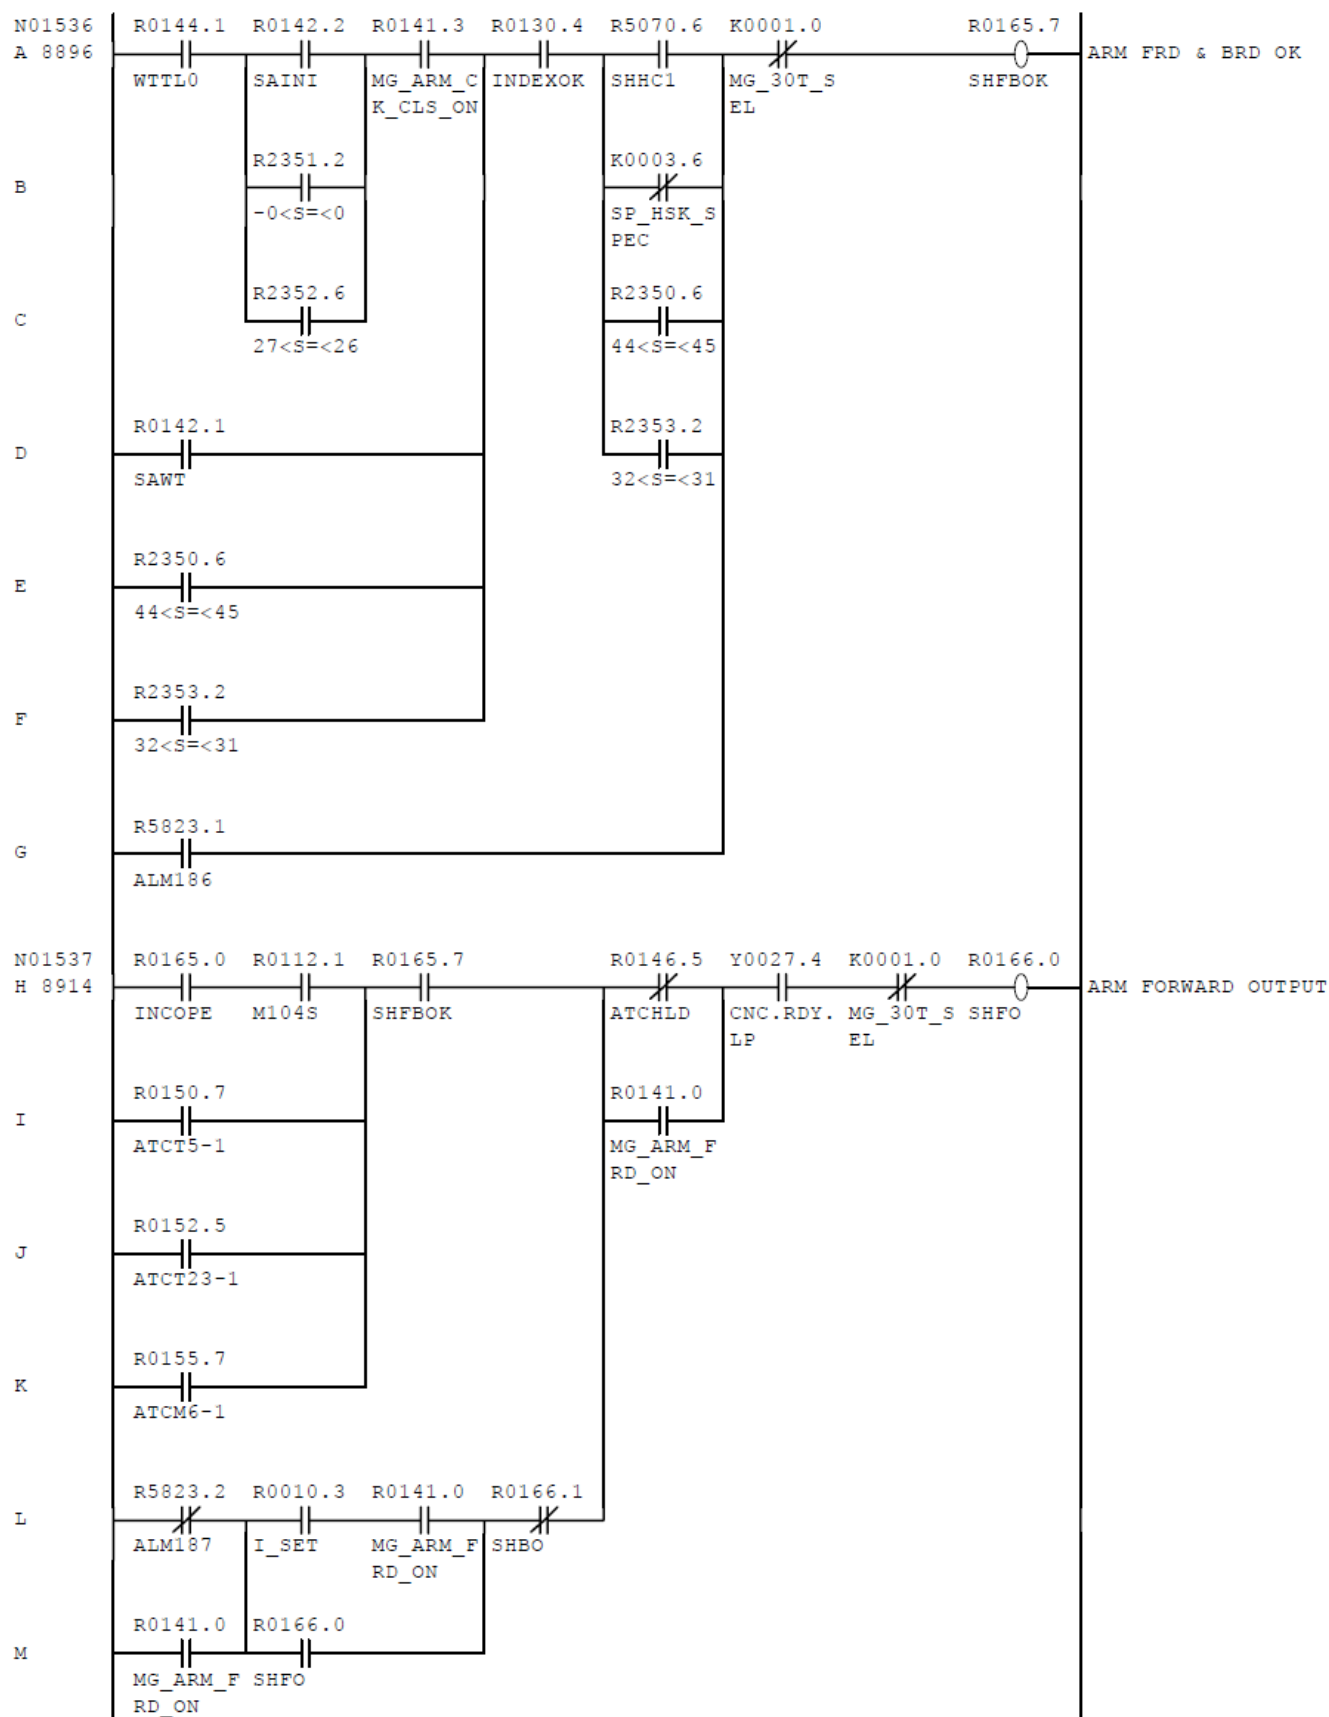 N01536 R0144.1 R0142.2 R0141.3 R0130.4 R5070.6 K0001.0 R0165.7
A 8896 ARM FRD & BRD OK
WTTL0 SAINI MG_ARM_C INDEXOK SHHC1 MG_30T_S SHFBOK
K_CLS_ON EL
R2351.2 K0003.6
B
-0<S=<0 SP_HSK_S
PEC
R2352.6 R2350.6
C
27<S=<26 44<S=<45
R0142.1 R2353.2
D
SAWT 32<S=<31
R2350.6
E
44<S=<45
R2353.2
F
32<S=<31
R5823.1
G
ALM186
N01537 R0165.0 R0112.1 R0165.7 R0146.5 Y0027.4 K0001.0 R0166.0
H 8914 ARM FORWARD OUTPUT
INCOPE M104S SHFBOK ATCHLD CNC.RDY. MG_30T_S SHFO
LP EL
R0150.7 R0141.0
I
ATCT5-1 MG_ARM_F
RD_ON
R0152.5
J
ATCT23-1
R0155.7
K
ATCM6-1
R5823.2 R0010.3 R0141.0 R0166.1
L
ALM187 I_SET MG_ARM_F SHBO
RD_ON
R0141.0 R0166.0
M
MG_ARM_F SHFO
RD_ON